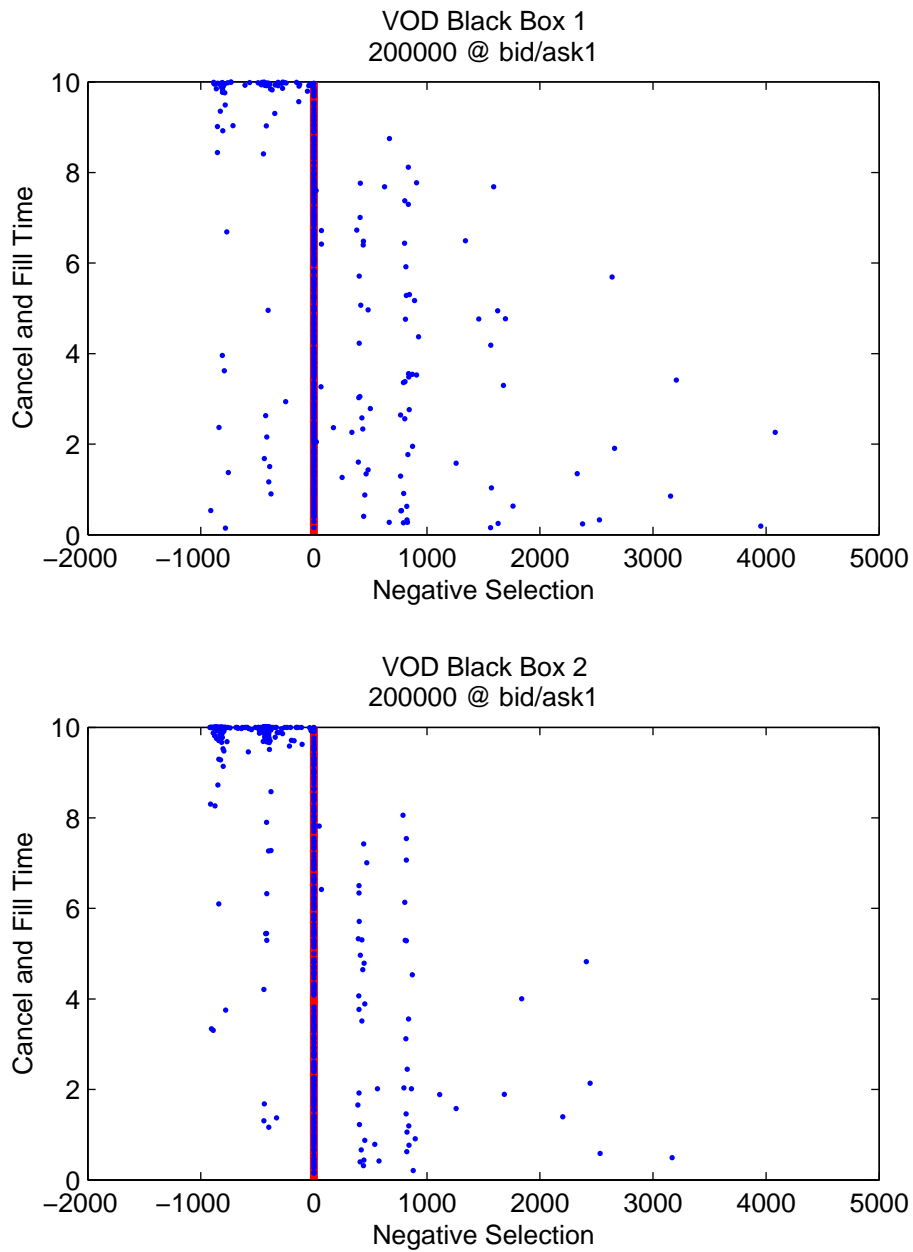 VOD Black Box 1
200000 @ bid/ask1
10
8
6
4
2
0
Cancel and Fill Time
−2000 −1000 0 1000 2000 3000 4000 5000
Negative Selection
VOD Black Box 2
200000 @ bid/ask1
10
8
6
4
2
0
Cancel and Fill Time
−2000 −1000 0 1000 2000 3000 4000 5000
Negative Selection